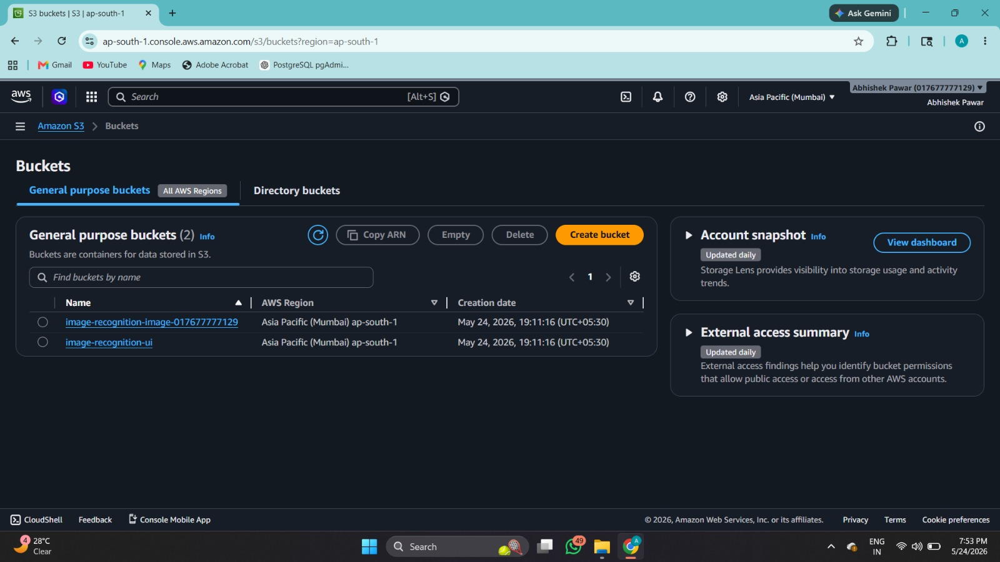 S3 buckets | S3 | ap-south-1
Ask Gemini
ap-south-1.console.aws.amazon.com/s3/buckets?region=ap-south-1
A
Gmail
YouTube
Maps
Adobe Acrobat
PostgreSQL pgAdmi...
aws
Search
[Alt+S]
Asia Pacific (Mumbai)
Abhishek Pawar (017677777129)
Abhishek Pawar
Amazon S3
Buckets
Buckets
General purpose buckets
All AWS Regions
Directory buckets
General purpose buckets (2) Info
Copy ARN
Empty
Delete
Create bucket
Buckets are containers for data stored in S3.
Find buckets by name
1
Name
AWS Region
Creation date
image-recognition-image-017677777129
Asia Pacific (Mumbai) ap-south-1
May 24, 2026, 19:11:16 (UTC+05:30)
image-recognition-ui
Asia Pacific (Mumbai) ap-south-1
May 24, 2026, 19:11:16 (UTC+05:30)
Account snapshot Info
View dashboard
Updated daily
Storage Lens provides visibility into storage usage and activity
trends.
External access summary Info
Updated daily
External access findings help you identify bucket permissions
that allow public access or access from other AWS accounts.
CloudShell
Feedback
Console Mobile App
© 2026, Amazon Web Services, Inc. or its affiliates.
Privacy
Terms
Cookie preferences
4
28°C
Clear
Search
49
A
ENG
IN
7:53 PM
5/24/2026